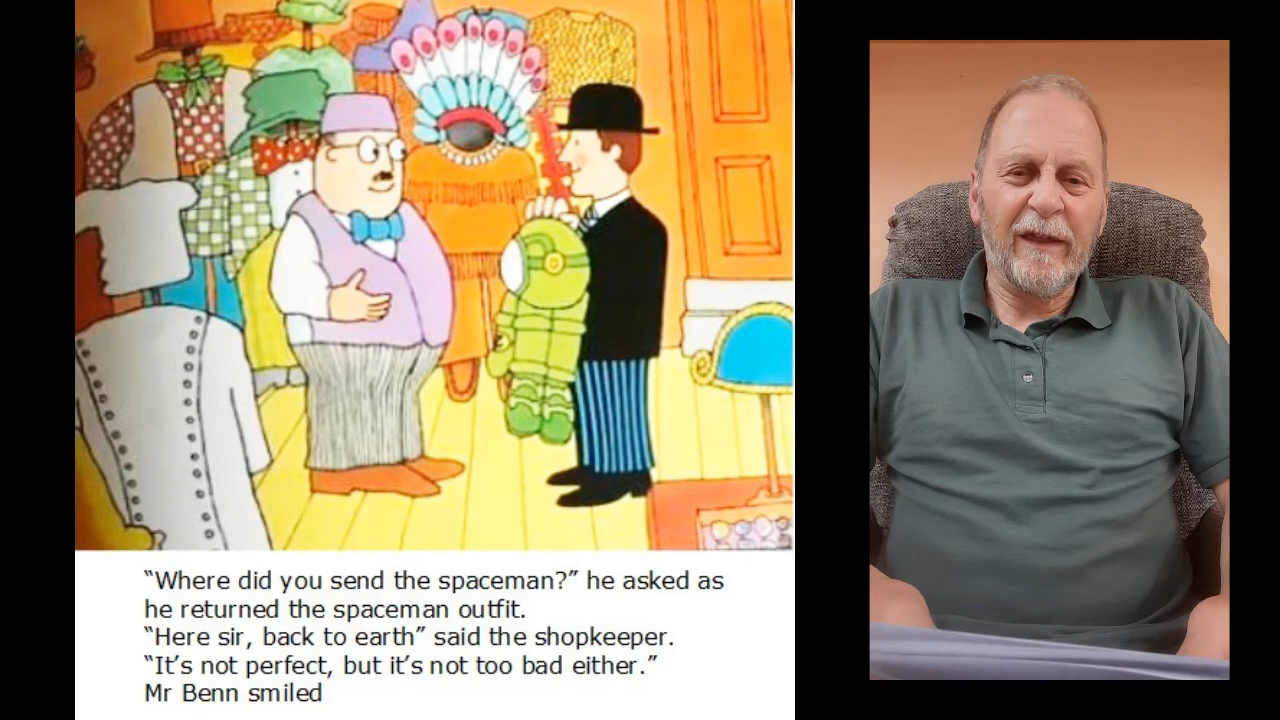 “Where did you send the spaceman?” he asked as
he returned the spaceman outfit.
“Here sir, back to earth” said the shopkeeper.
“It’s not perfect, but it’s not too bad either.”
Mr Benn smiled